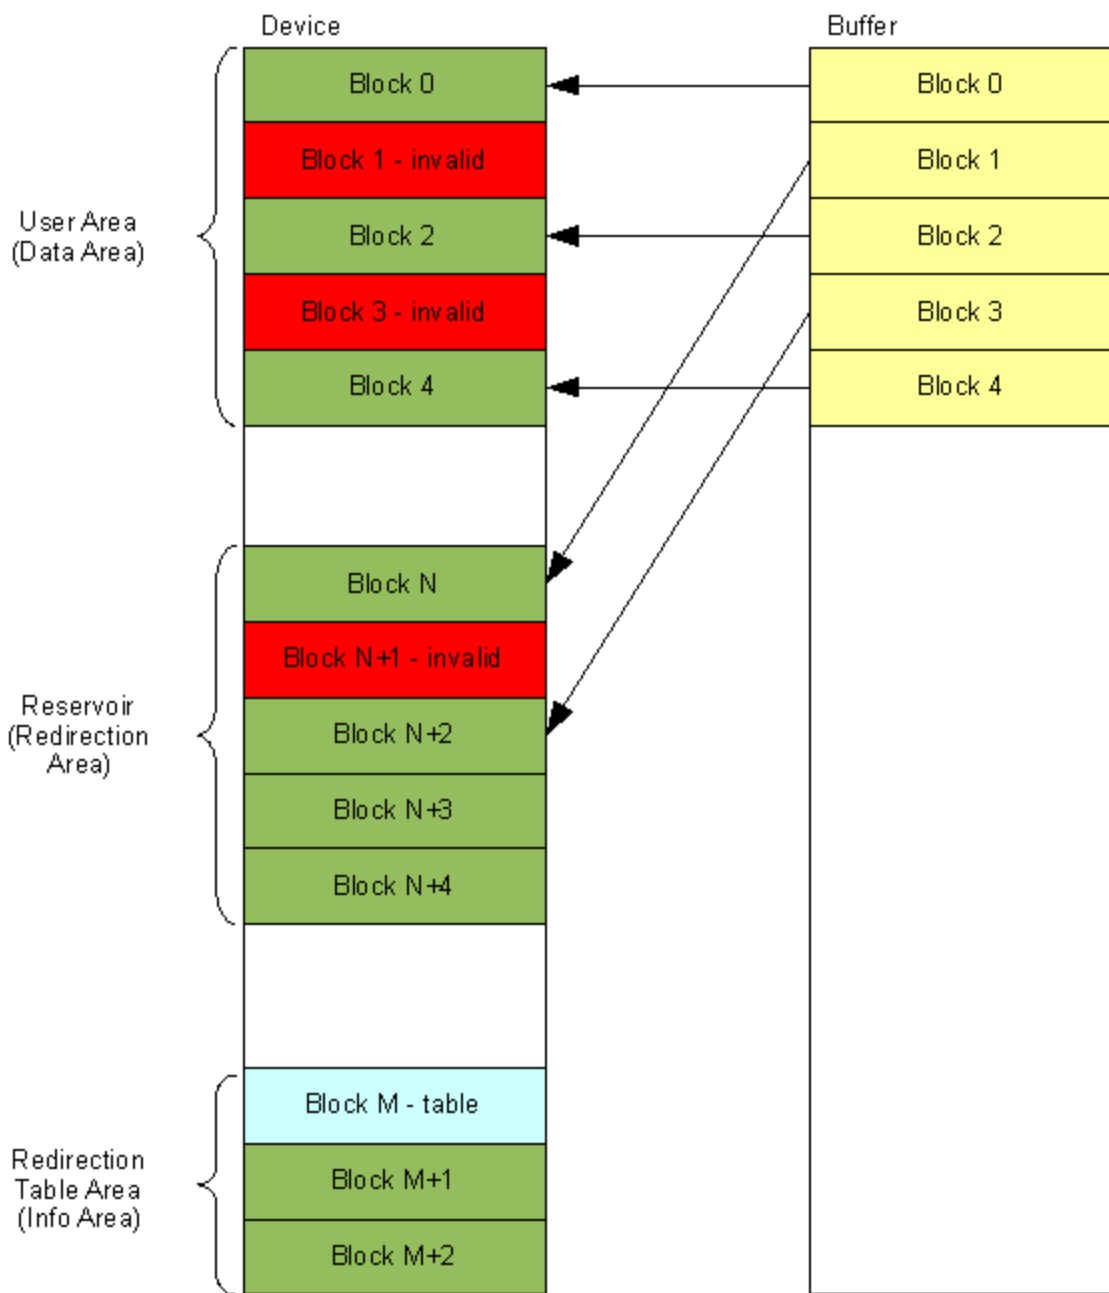 Device
Buffer
Block 0
Block 0
Block 1 - invalid
Block 1
User Area
(Data Area)
Block 2
Block 2
Block 3 - invalid
Block 3
Block 4
Block 4
Block N
Block N+1 - invalid
Reservoir
(Redirection
Area)
Block N+2
Block N+3
Block N+4
Block M - table
Redirection
Table Area
(Info Area)
Block M+1
Block M+2